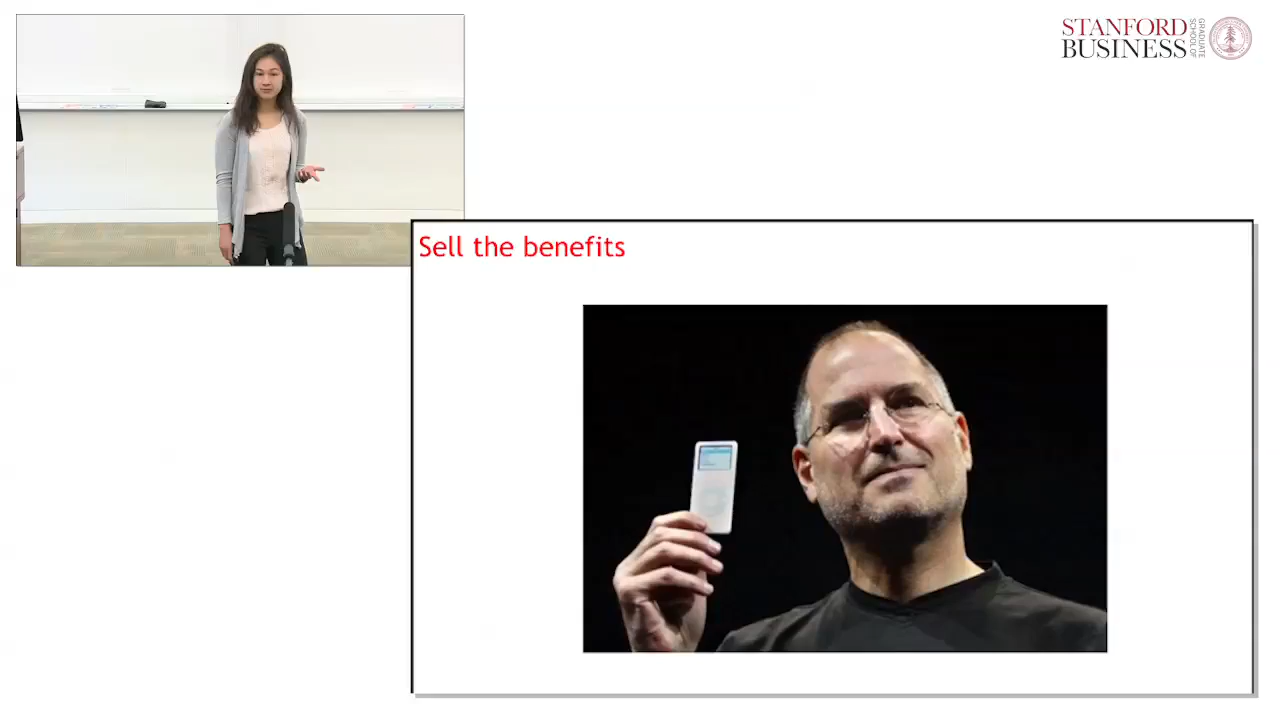 STANFORD
BUSINESS
GRADUATE
SCHOOL OF
Sell the benefits